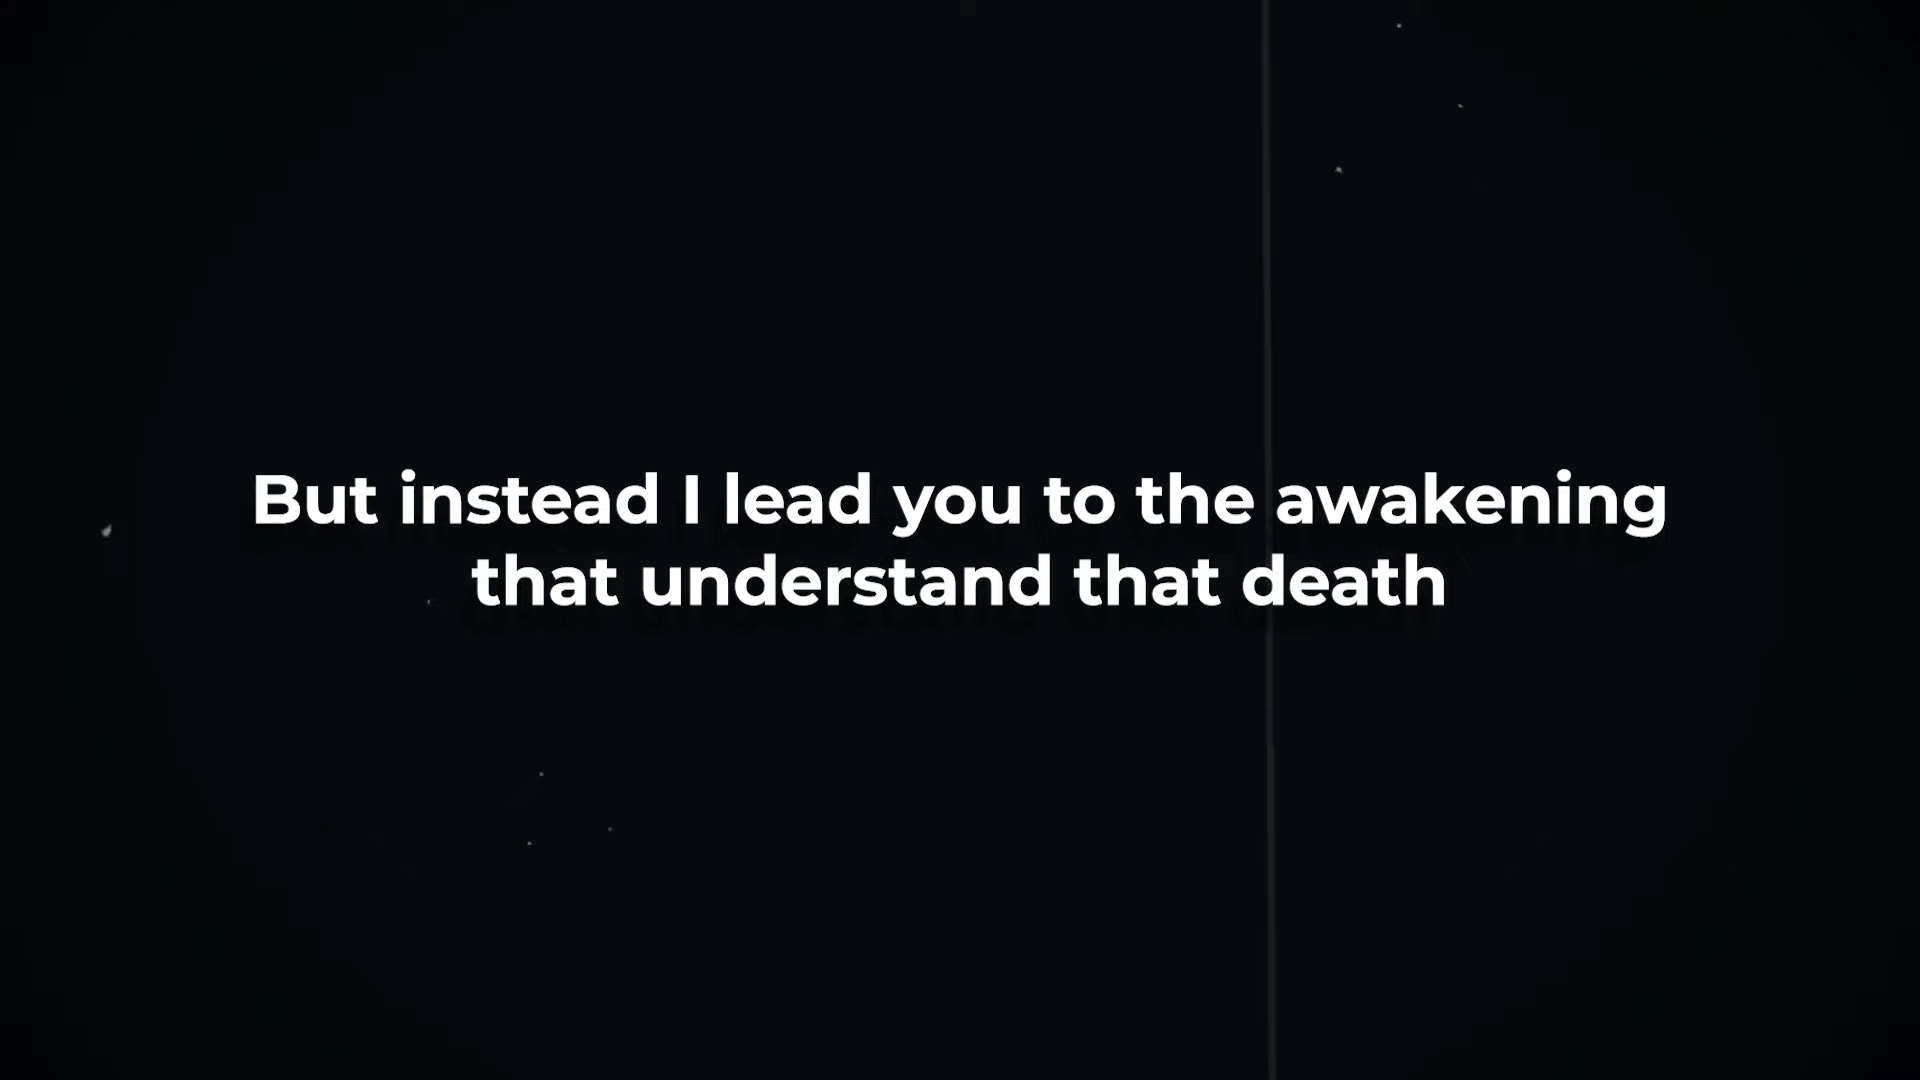 But instead I lead you to the awakening
that understand that death